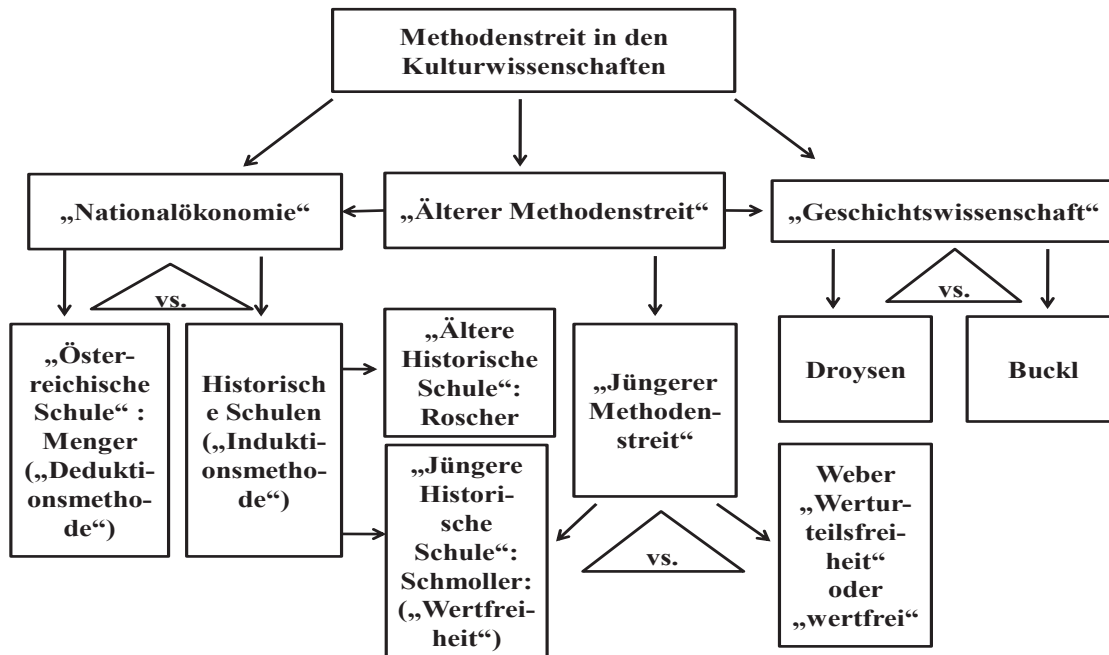 Methodenstreit in den
Kulturwissenschaften
„Nationalökonomie“
„Älterer Methodenstreit“
„Geschichtswissenschaft“
vs.
vs.
„Öster-
reichische
Schule“ :
Menger
(„Dedukti-
onsmetho-
de“)
Historisch
e Schulen
(„Indukti-
onsmetho-
de“)
„Ältere
Historische
Schule“:
Roscher
„Jüngere
Histori-
sche
Schule“:
Schmoller:
(„Wertfrei-
heit“)
„Jüngerer
Methoden-
streit“
vs.
Droysen
Buckl
Weber
„Wertur-
teilsfrei-
heit“
oder
„wertfrei“